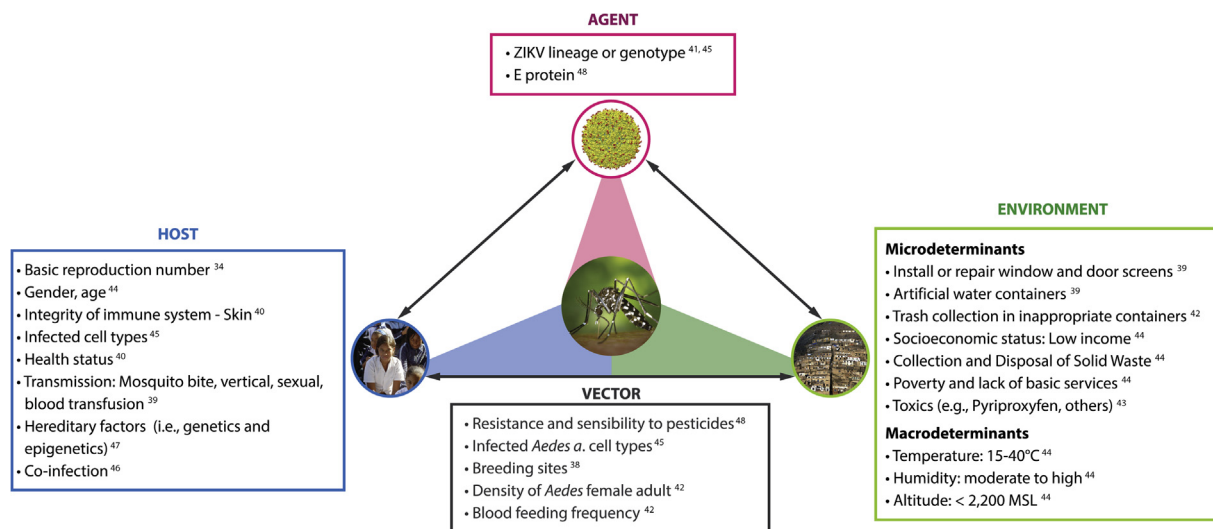 AGENT
• ZIKV lineage or genotype 41, 45
• E protein 48
HOST
• Basic reproduction number 34
• Gender, age 44
• Integrity of immune system - Skin 40
• Infected cell types 45
• Health status 40
• Transmission: Mosquito bite, vertical, sexual,
blood transfusion 39
• Hereditary factors (i.e., genetics and
epigenetics) 47
• Co-infection 46
VECTOR
• Resistance and sensibility to pesticides 48
• Infected Aedes a. cell types 45
• Breeding sites 38
• Density of Aedes female adult 42
• Blood feeding frequency 42
ENVIRONMENT
Microdeterminants
• Install or repair window and door screens 39
• Artificial water containers 39
• Trash collection in inappropriate containers 42
• Socioeconomic status: Low income 44
• Collection and Disposal of Solid Waste 44
• Poverty and lack of basic services 44
• Toxics (e.g., Pyriproxyfen, others) 43
Macrodeterminants
• Temperature: 15-40°C 44
• Humidity: moderate to high 44
• Altitude: < 2,200 MSL 44